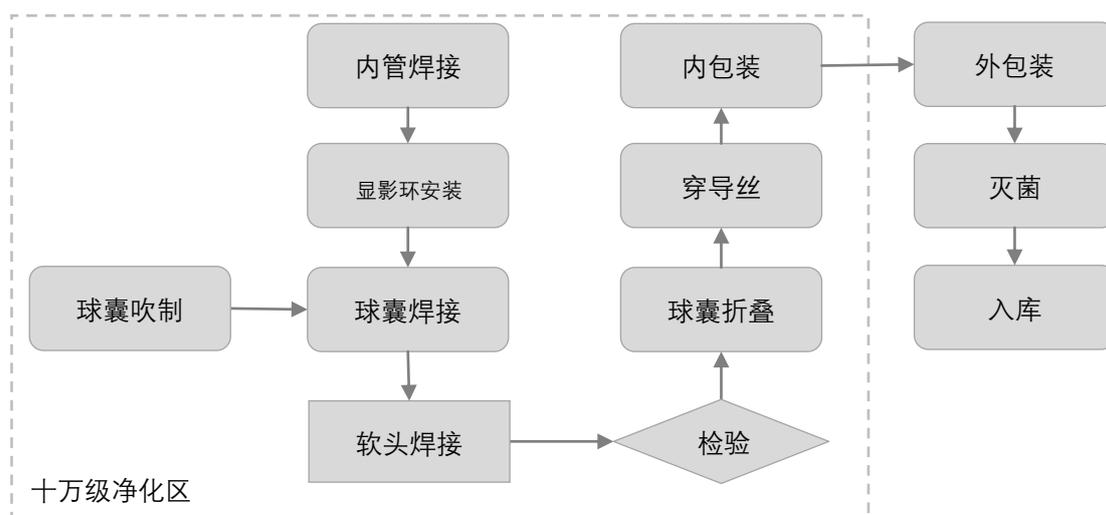 内管焊接
显影环安装
球囊吹制
球囊焊接
软头焊接
检验
球囊折叠
穿导丝
内包装
外包装
灭菌
入库
十万级净化区